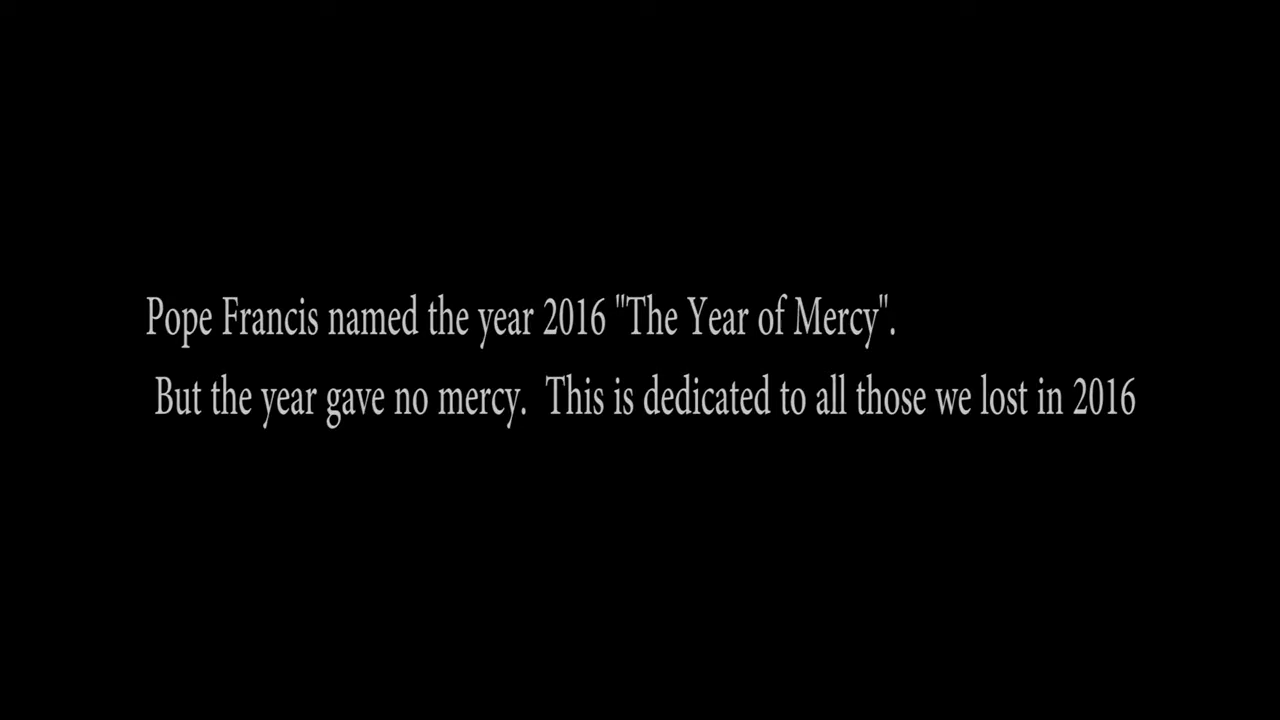 Pope Francis named the year 2016 "The Year of Mercy".
But the year gave no mercy.  This is dedicated to all those we lost in 2016